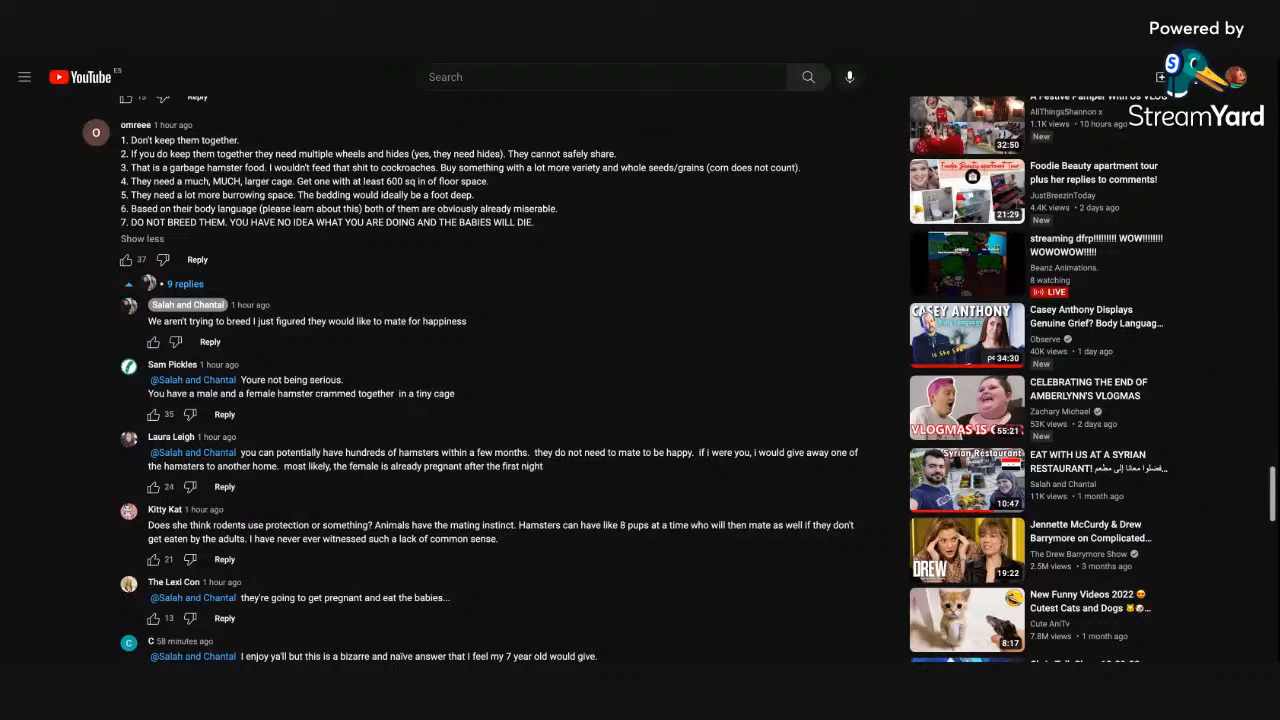 Powered by
StreamYard
YouTube ES
Search
Reply
omreee 1 hour ago
1. Don't keep them together.
2. If you do keep them together they need multiple wheels and hides (yes, they need hides). They cannot safely share.
3. That is a garbage hamster food. I wouldn't feed that shit to cockroaches. Buy something with a lot more variety and whole seeds/grains (corn does not count).
4. They need a much, MUCH, larger cage. Get one with at least 600 sq in of floor space.
5. They need a lot more burrowing space. The bedding would ideally be a foot deep.
6. Based on their body language (please learn about this) both of them are obviously already miserable.
7. DO NOT BREED THEM. YOU HAVE NO IDEA WHAT YOU ARE DOING AND THE BABIES WILL DIE.
Show less
37 Reply
• 9 replies
Salah and Chantal 1 hour ago
We aren't trying to breed I just figured they would like to mate for happiness
Reply
Sam Pickles 1 hour ago
@Salah and Chantal Youre not being serious.
You have a male and a female hamster crammed together in a tiny cage
35 Reply
Laura Leigh 1 hour ago
@Salah and Chantal you can potentially have hundreds of hamsters within a few months. they do not need to mate to be happy. if i were you, i would give away one
of the hamsters to another home. most likely, the female is already pregnant after the first night
24 Reply
Kitty Kat 1 hour ago
Does she think rodents use protection or something? Animals have the mating instinct. Hamsters can have like 8 pups at a time who will then mate as well if they don't
get eaten by the adults. I have never ever witnessed such a lack of common sense.
21 Reply
The Lexi Con 1 hour ago
@Salah and Chantal they're going to get pregnant and eat the babies...
13 Reply
C 58 minutes ago
@Salah and Chantal I enjoy ya'll but this is a bizarre and naïve answer that I feel my 7 year old would give.
A Festive Pamper With Us VLOG
AllThingsShannon x
1.1K views • 10 hours ago
New
32:50
Foodie Beauty apartment tour
plus her replies to comments!
JustBreezinToday
4.4K views • 2 days ago
New
Foodie Beauty apartment Tour
21:29
streaming dfrp!!!!!!!!! WOW!!!!!!!!
WOWOWOW!!!!!
Beanz Animations.
8 watching
LIVE
Casey Anthony Displays
Genuine Grief? Body Languag...
Observe
40K views • 1 day ago
New
CASEY ANTHONY
Body Language
34:30
CELEBRATING THE END OF
AMBERLYNN'S VLOGMAS
Zachary Michael
53K views • 2 days ago
New
VLOGMAS IS
55:21
EAT WITH US AT A SYRIAN
RESTAURANT! فضلوا معانا إلى مطعم...
Salah and Chantal
11K views • 1 month ago
Syrian Restaurant
10:47
Jennette McCurdy & Drew
Barrymore on Complicated...
The Drew Barrymore Show
2.5M views • 3 months ago
DREW
19:22
New Funny Videos 2022
Cutest Cats and Dogs
Cute AniTv
7.8M views • 1 month ago
8:17